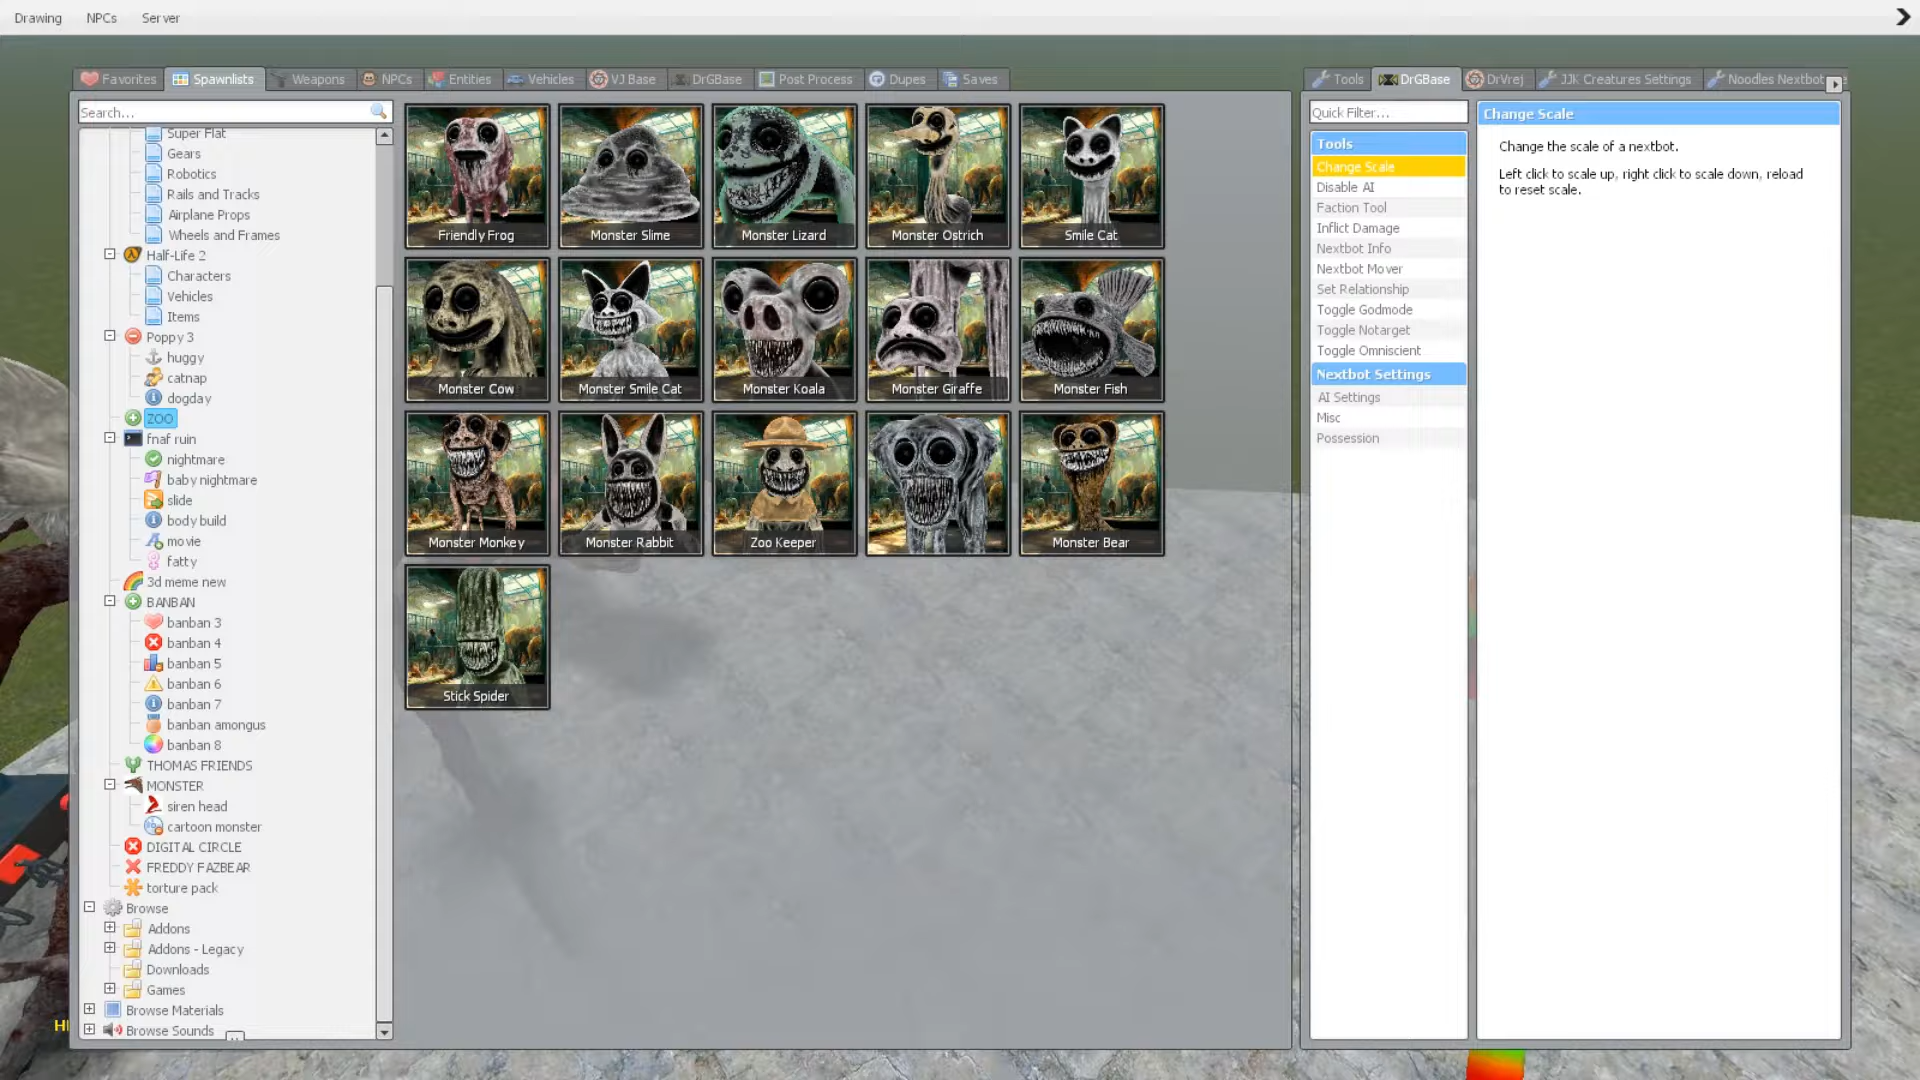 Drawing NPCs Server
Favorites Spawnlists Weapons NPCs Entities Vehicles VJ Base DrGBase Post Process Dupes Saves
Search...
Super Flat
Gears
Robotics
Rails and Tracks
Airplane Props
Wheels and Frames
Half-Life 2
Characters
Vehicles
Items
Poppy 3
huggy
catnap
dogday
ZOO
fnaf ruin
nightmare
baby nightmare
slide
body build
movie
fatty
3d meme new
BANBAN
banban 3
banban 4
banban 5
banban 6
banban 7
banban amongus
banban 8
THOMAS FRIENDS
MONSTER
siren head
cartoon monster
DIGITAL CIRCLE
FREDDY FAZBEAR
torture pack
Browse
Addons
Addons - Legacy
Downloads
Games
Browse Materials
Browse Sounds
Friendly Frog Monster Slime Monster Lizard Monster Ostrich Smile Cat
Monster Cow Monster Smile Cat Monster Koala Monster Giraffe Monster Fish
Monster Monkey Monster Rabbit Zoo Keeper Monster Bear
Stick Spider
Tools DrGBase DrVrej JJK Creatures Settings Noodles Nextbot
Quick Filter...
Tools
Change Scale
Disable AI
Faction Tool
Inflict Damage
Nextbot Info
Nextbot Mover
Set Relationship
Toggle Godmode
Toggle Notarget
Toggle Omniscient
Nextbot Settings
AI Settings
Misc
Possession
Change Scale
Change the scale of a nextbot.
Left click to scale up, right click to scale down, reload
to reset scale.